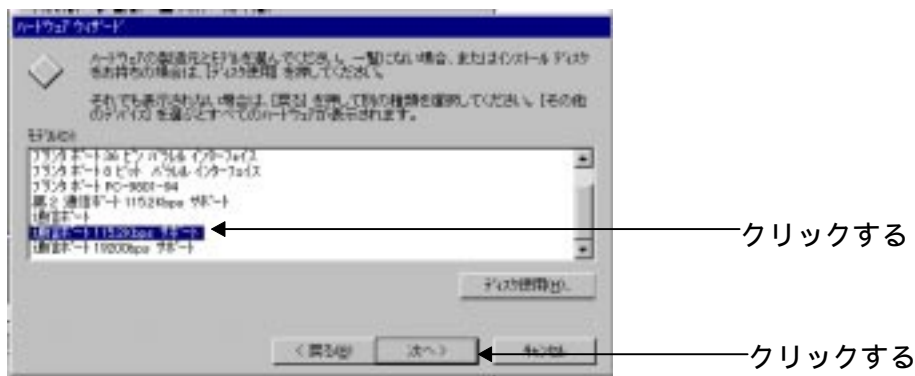 ハードウェア ウィザード
ハードウェアの製造元とモデルを選んでください。一覧にない場合、またはインストール ディスク
をお持ちの場合は、[ディスク使用] を押してください。
それでも表示されない場合は、[戻る] を押して別の種類を選択してください。[その他
のデバイス] を選ぶとすべてのハードウェアが表示されます。
モデル(D)
プリンタ ポート 36 ピン パラレル インターフェイス
プリンタ ポート 8 ビット パラレル インターフェイス
プリンタ ポート PC-9801-94
第 2 通信ポート 115.2Kbps サポート
通信ポート
通信ポート 115.2Kbps サポート
クリックする
通信ポート 19200bps サポート
ディスク使用(H)...
< 戻る(B)
次へ >
キャンセル
クリックする